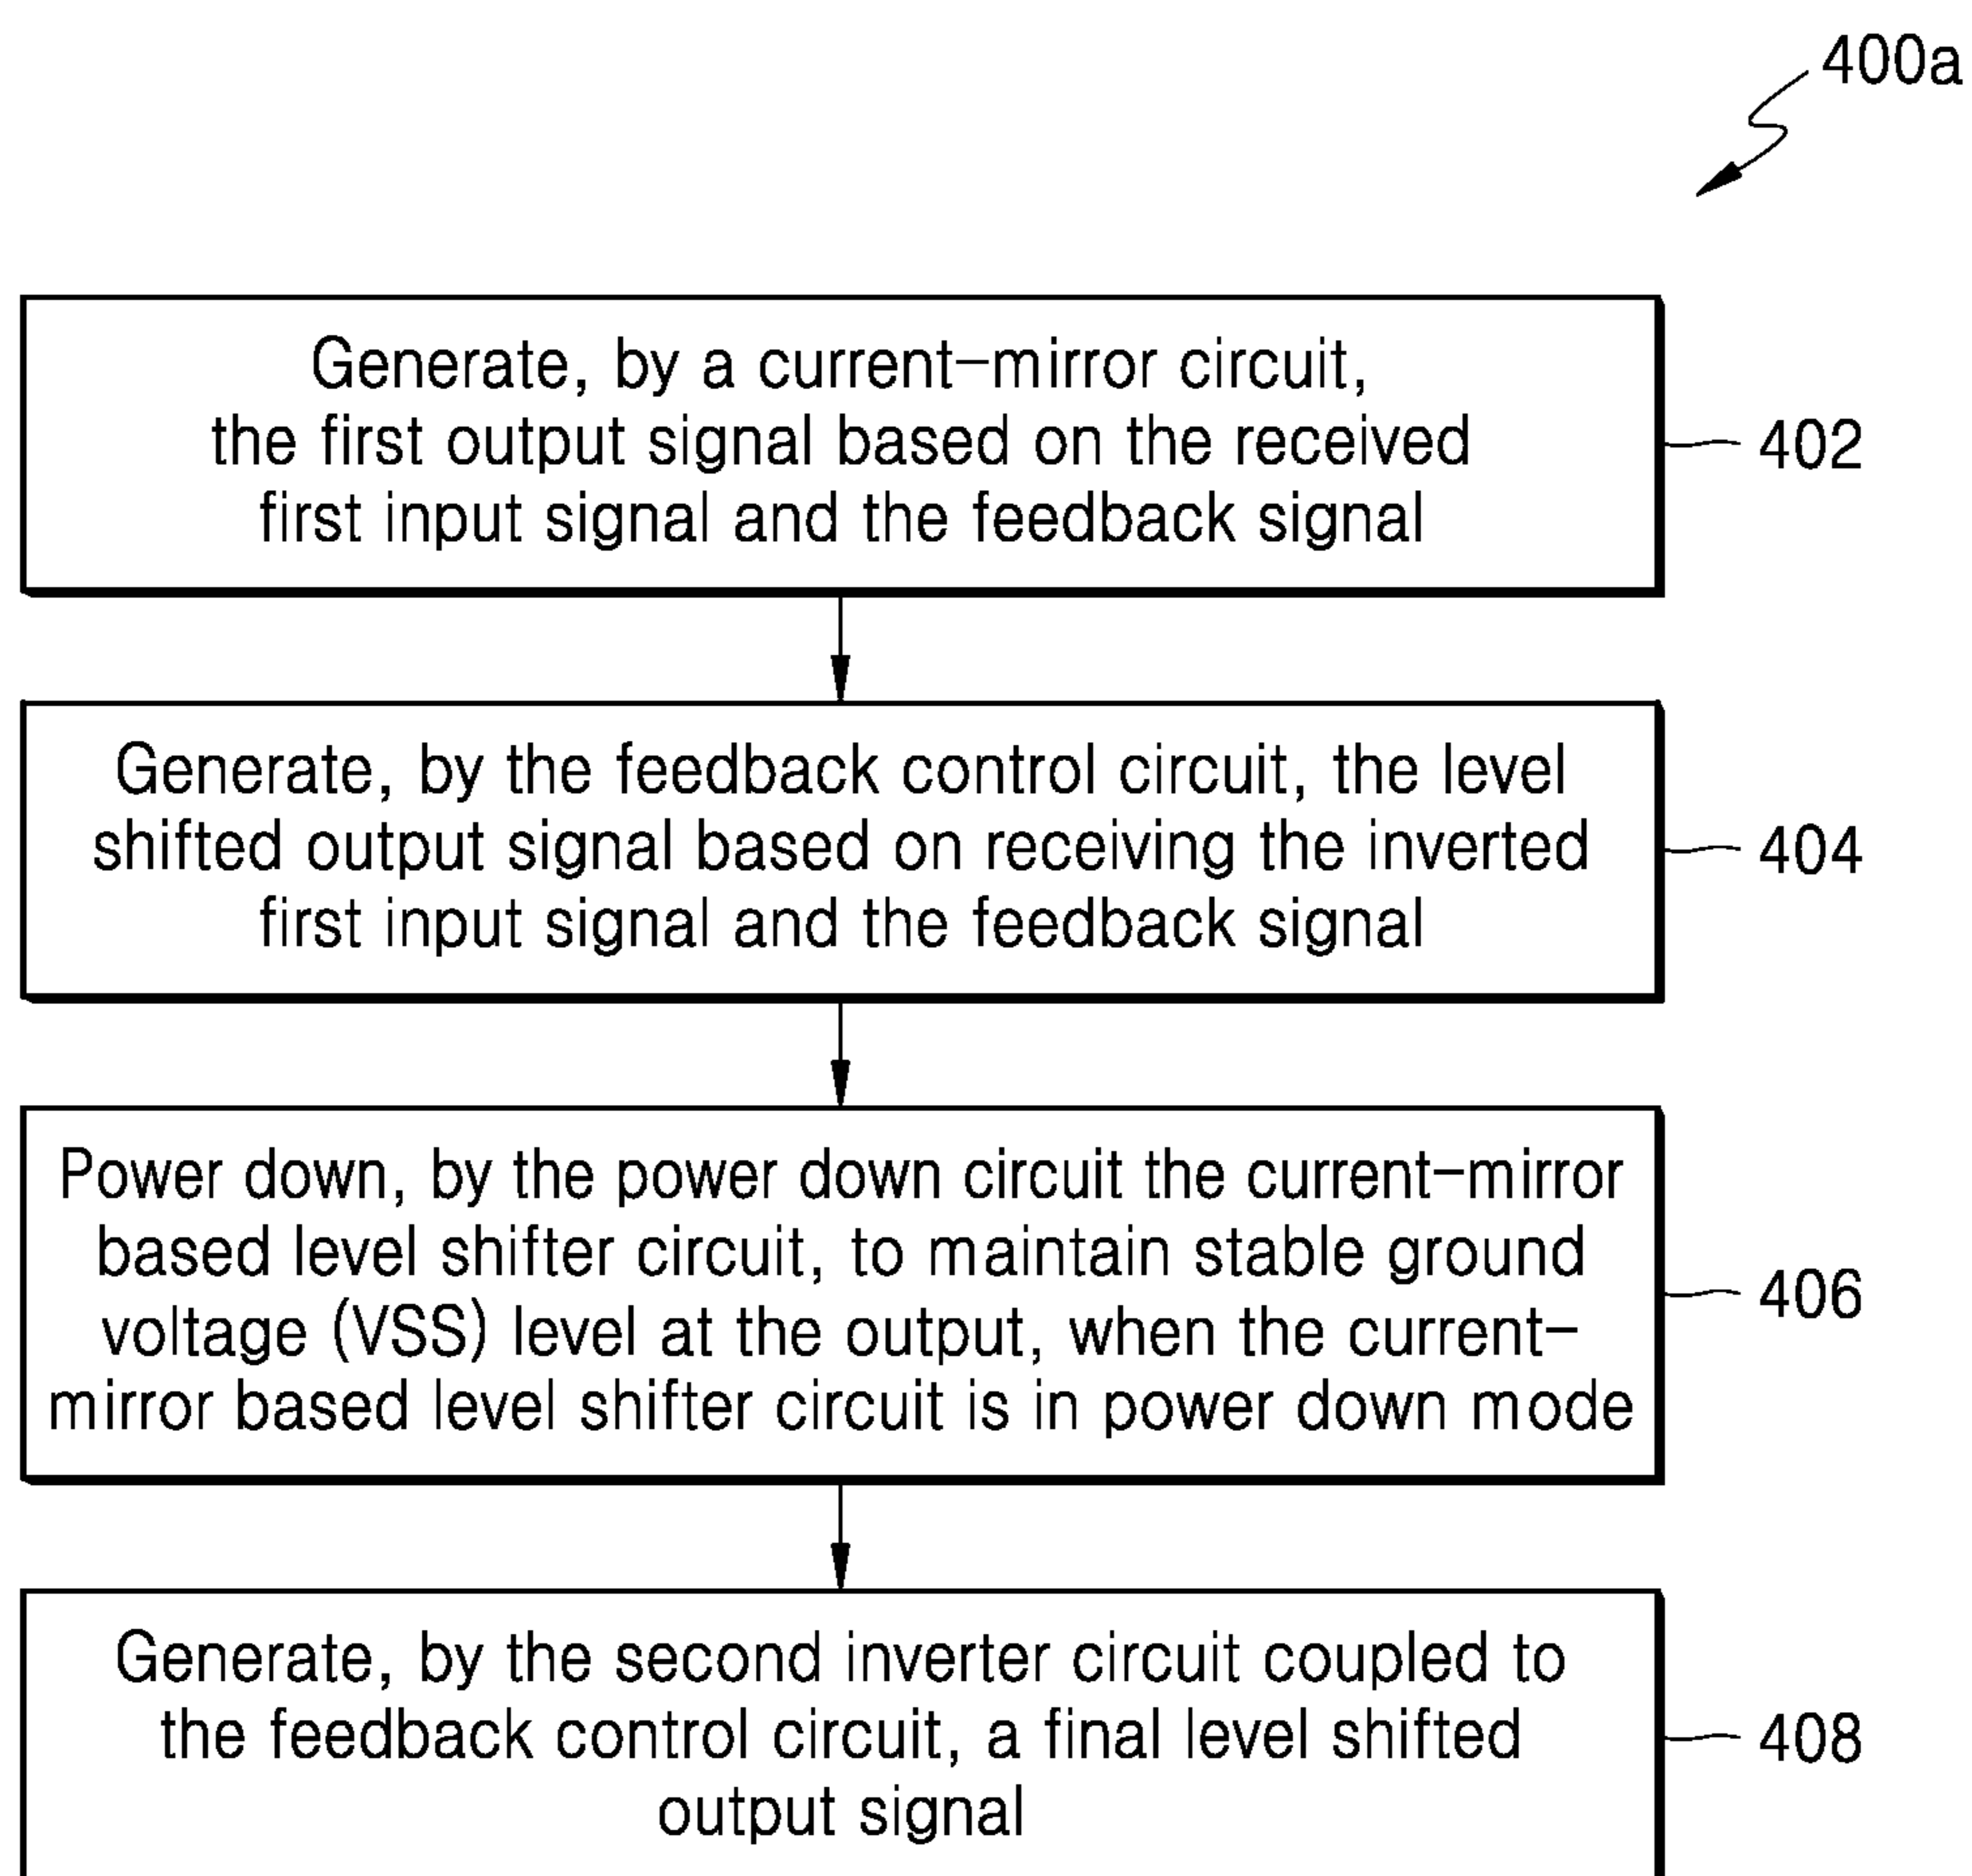 400a
Generate, by a current-mirror circuit,
the first output signal based on the received
first input signal and the feedback signal
402
Generate, by the feedback control circuit, the level
shifted output signal based on receiving the inverted
first input signal and the feedback signal
404
Power down, by the power down circuit the current-mirror
based level shifter circuit, to maintain stable ground
voltage (VSS) level at the output, when the current-
mirror based level shifter circuit is in power down mode
406
Generate, by the second inverter circuit coupled to
the feedback control circuit, a final level shifted
output signal
408